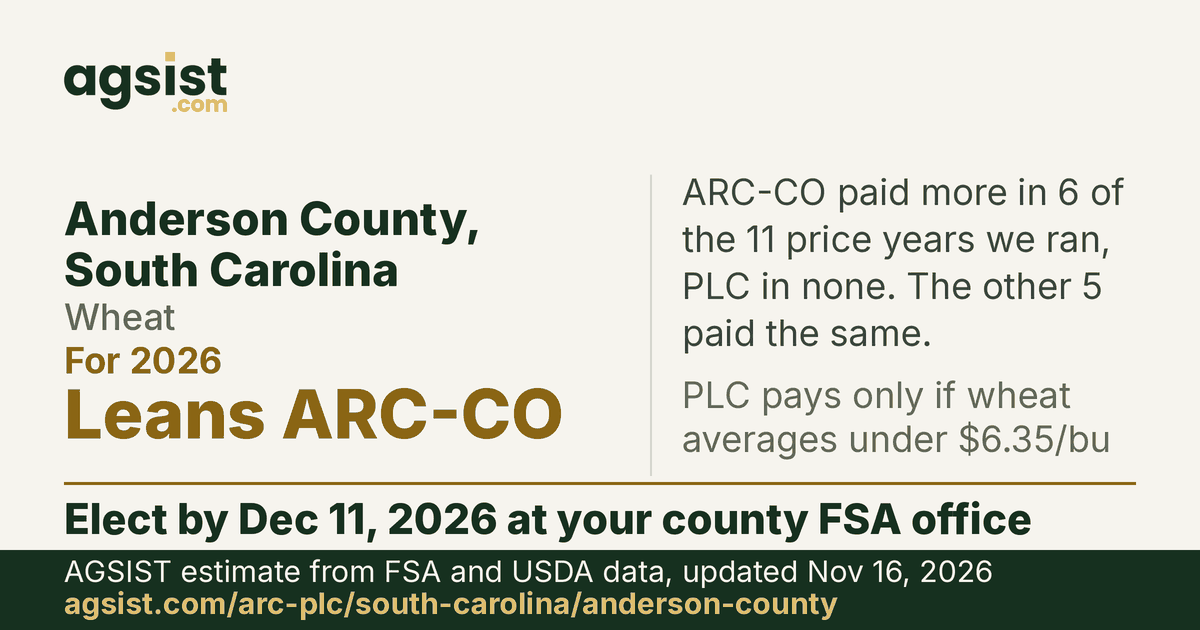 agsist
.com
Anderson County,
South Carolina
Wheat
For 2026
Leans ARC-CO
ARC-CO paid more in 6 of
the 11 price years we ran,
PLC in none. The other 5
paid the same.
PLC pays only if wheat
averages under $6.35/bu
Elect by Dec 11, 2026 at your county FSA office
AGSIST estimate from FSA and USDA data, updated Nov 16, 2026
agsist.com/arc-plc/south-carolina/anderson-county